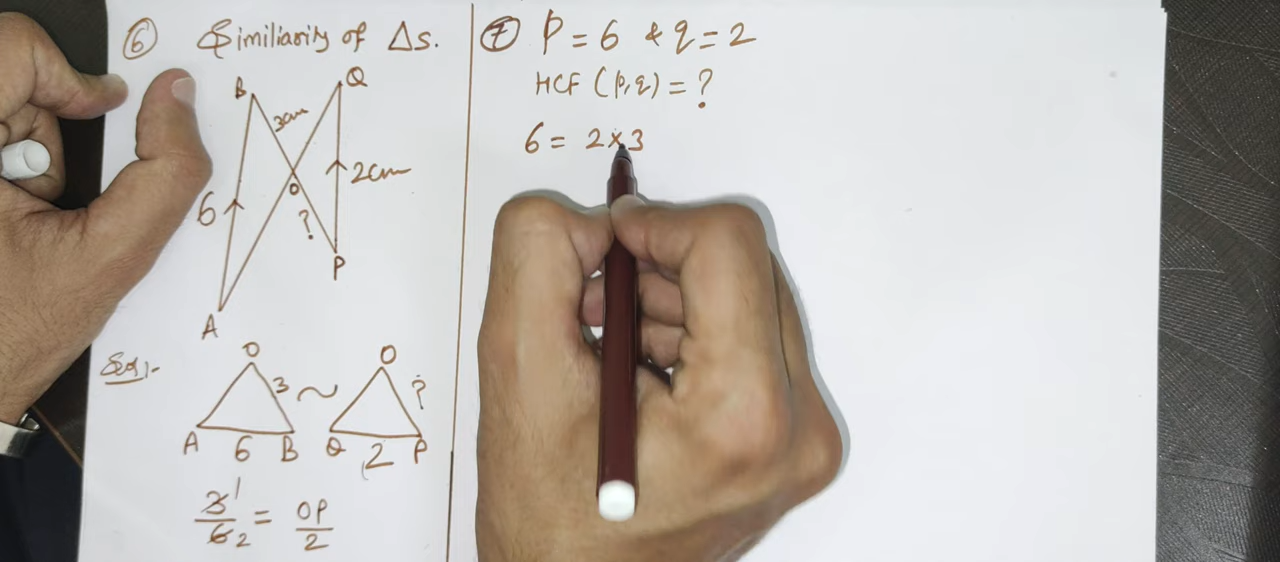 ⑥ Similiarity of Δs.
B
Q
3cm
2cm
O
6
?
P
A
Sol:-
O
O
3
~
?
A 6 B
Q 2 P
3/6 1/2 = OP/2
⑦ P = 6 & q = 2
HCF (p,q) = ?
6 = 2×3